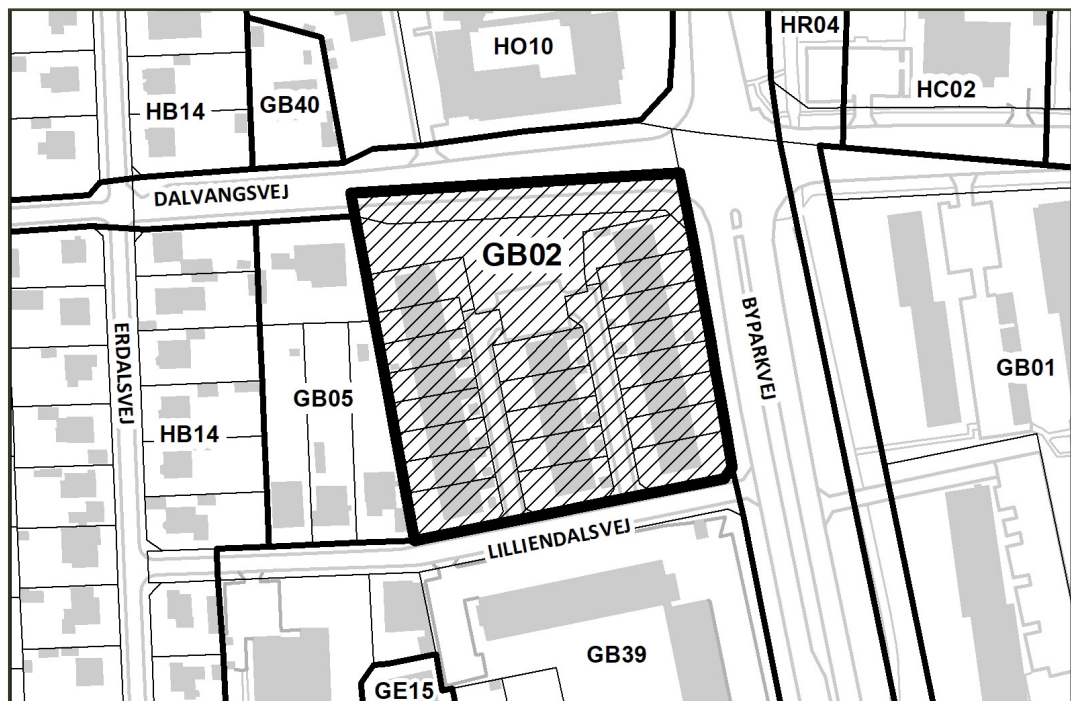 HR04
HO10
HC02
GB40
HB14
DALVANGSVEJ
GB02
BYPARKVEJ
ERDALSVEJ
GB01
GB05
HB14
LILLIENDALSVEJ
GB39
GE15